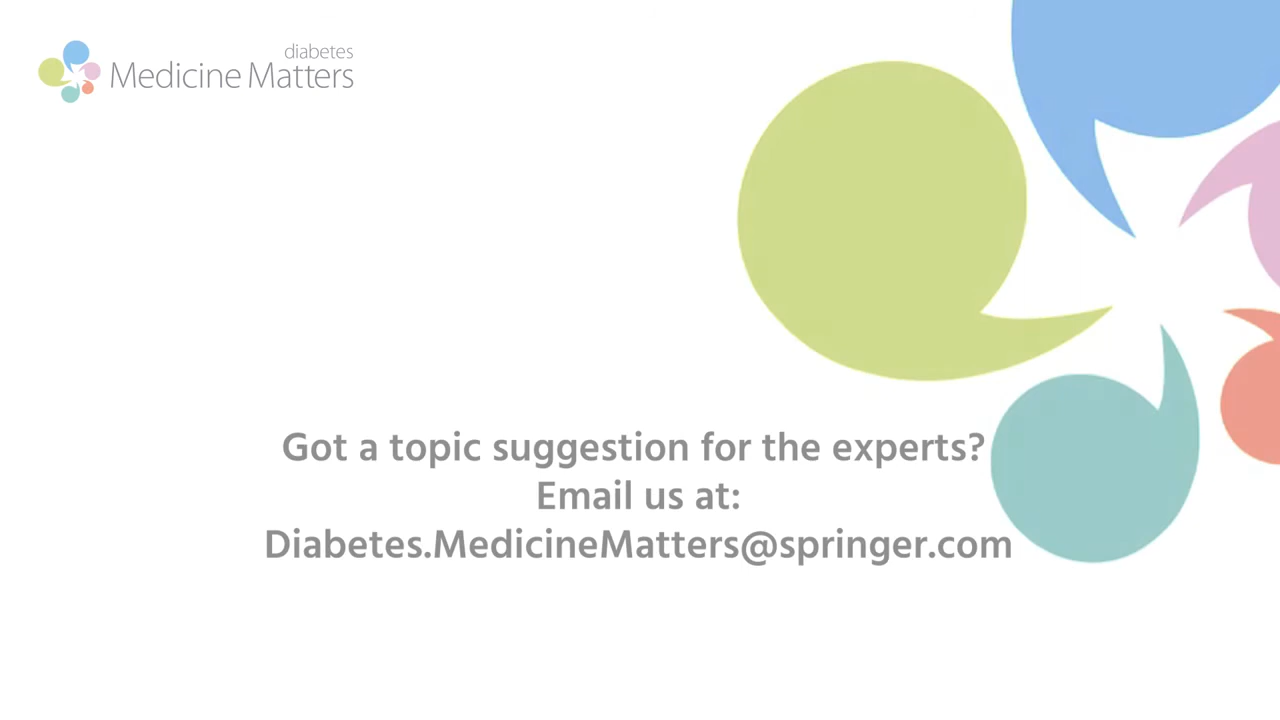 diabetes
Medicine Matters
Got a topic suggestion for the experts?
Email us at:
Diabetes.MedicineMatters@springer.com